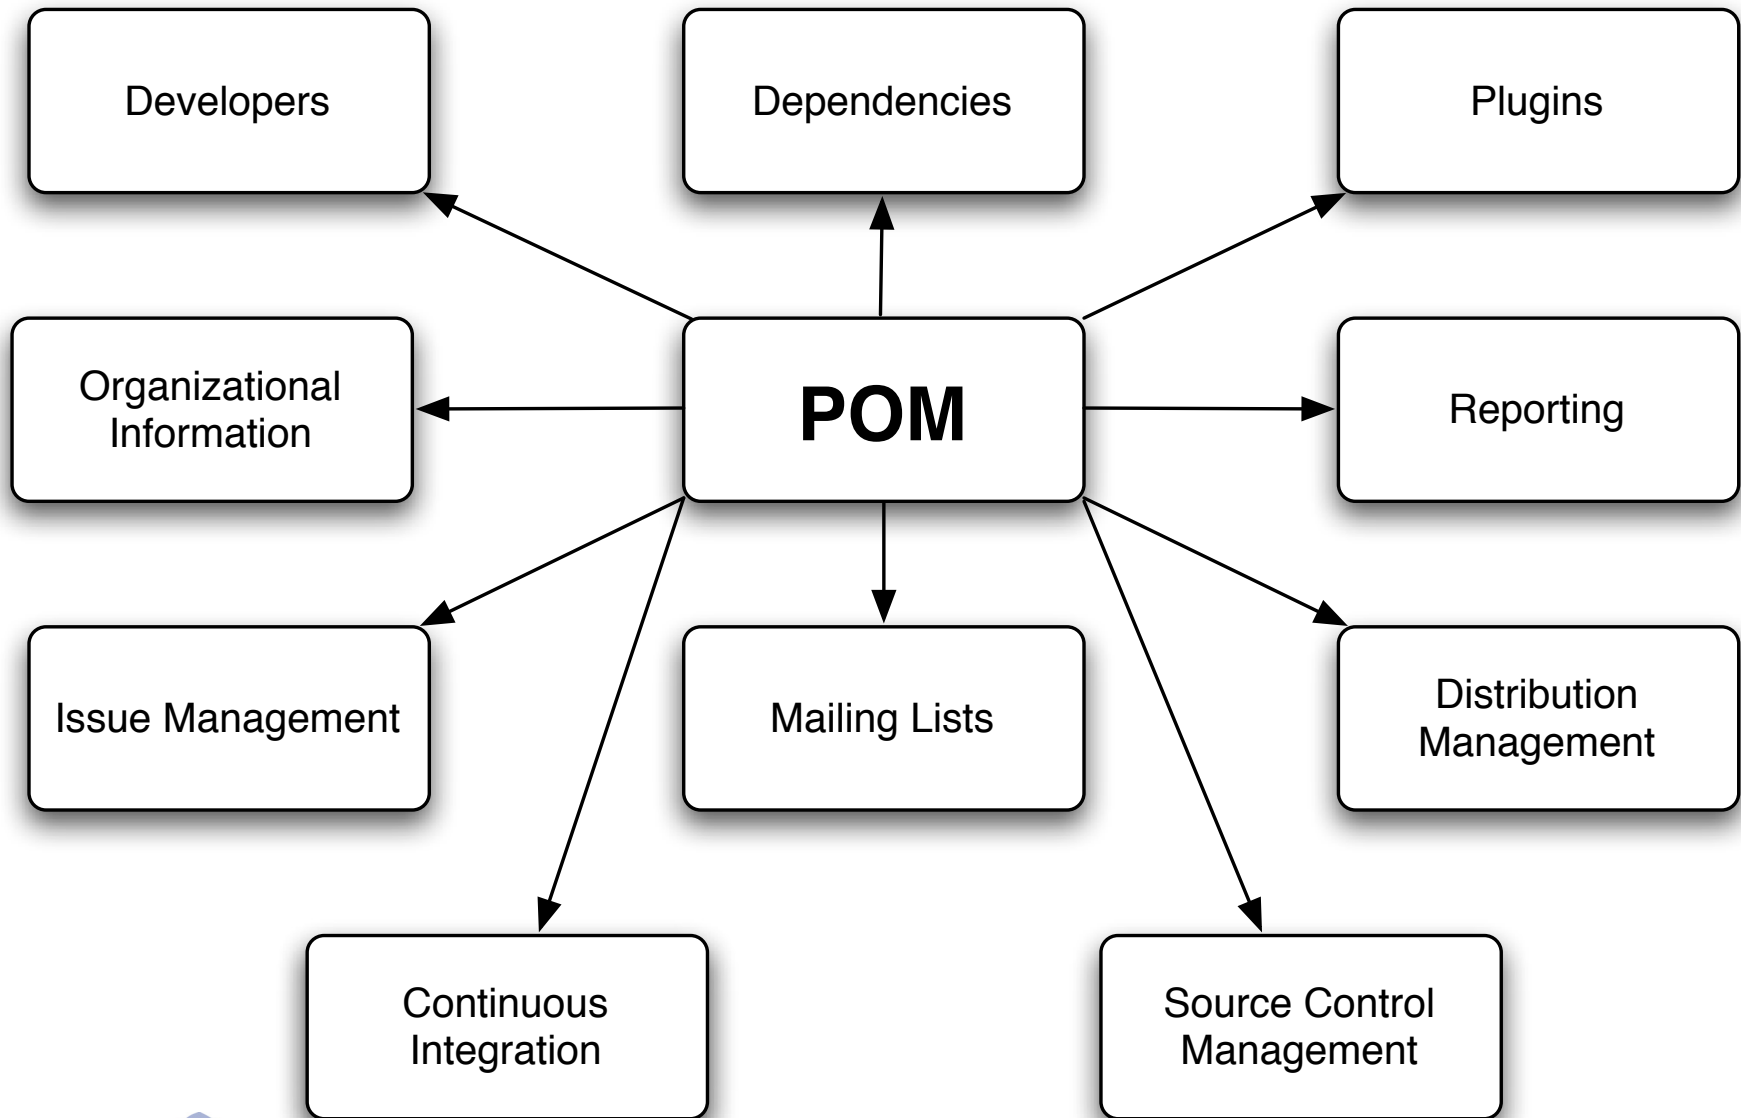 Developers
Dependencies
Plugins
Organizational
Information
POM
Reporting
Issue Management
Mailing Lists
Distribution
Management
Continuous
Integration
Source Control
Management